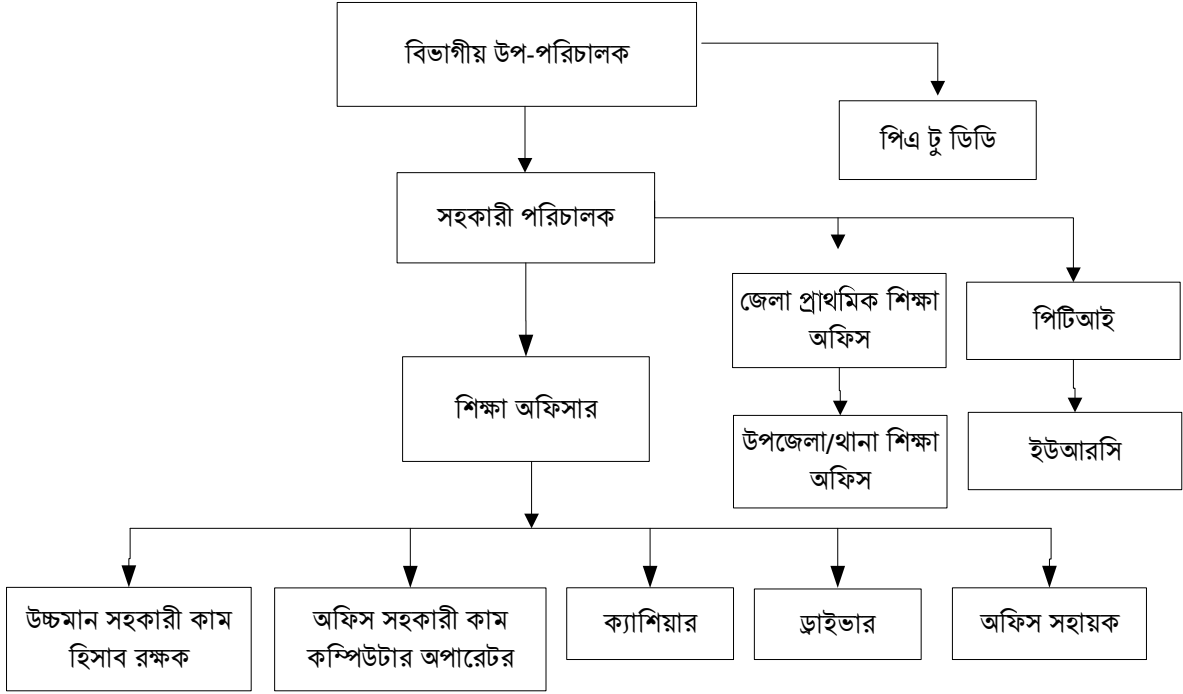 বিভাগীয় উপ-পরিচালক
পিএ টু ডিডি
সহকারী পরিচালক
জেলা প্রাথমিক শিক্ষা
অফিস
পিটিআই
শিক্ষা অফিসার
উপজেলা/থানা শিক্ষা
অফিস
ইউআরসি
উচ্চমান সহকারী কাম
হিসাব রক্ষক
অফিস সহকারী কাম
কম্পিউটার অপারেটর
ক্যাশিয়ার
ড্রাইভার
অফিস সহায়ক